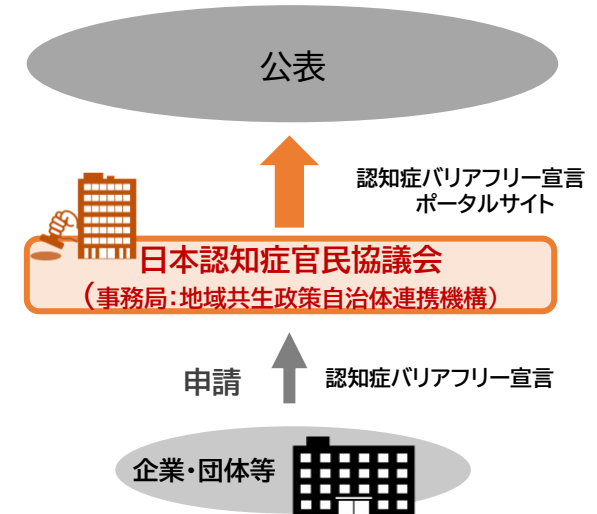 公表
認知症バリアフリー宣言
ポータルサイト
日本認知症官民協議会
(事務局:地域共生政策自治体連携機構)
申請
認知症バリアフリー宣言
企業・団体等